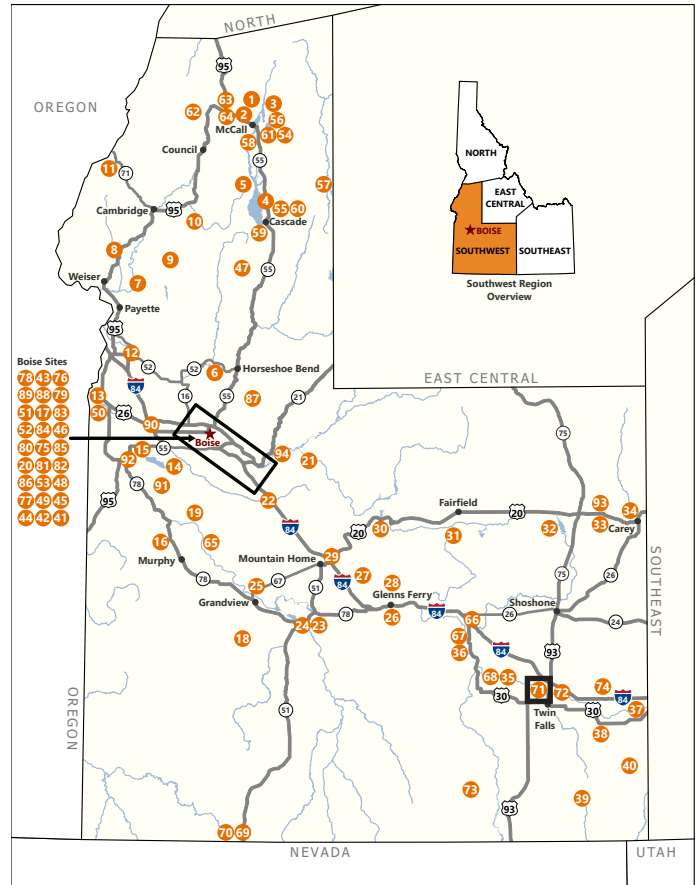 NORTH
95
OREGON
63
1
3
62
64
2
56
McCall
61
54
58
Council
55
11
71
5
57
4
55
60
Cambridge
95
10
Cascade
59
8
9
47
55
Weiser
7
Payette
95
12
52
52
6
Horseshoe Bend
84
16
55
87
21
13
50
26
90
Boise
15
55
14
92
94
21
78
91
95
22
84
19
16
65
Murphy
Mountain Home
29
20
30
Fairfield
20
31
32
93
33
34
Carey
75
75
26
78
67
25
Grandview
51
84
27
28
Glenns Ferry
26
78
24
23
18
84
66
26
Shoshone
24
67
36
84
93
68
35
30
71
72
74
84
37
Twin
Falls
30
38
40
73
39
93
51
70
69
OREGON
NEVADA
UTAH
SOUTHEAST
EAST CENTRAL
Boise Sites
78 43 76
89 88 79
51 17 83
52 84 46
80 75 85
20 81 82
86 53 48
77 49 45
44 42 41
NORTH
EAST
CENTRAL
BOISE
SOUTHWEST
SOUTHEAST
Southwest Region
Overview